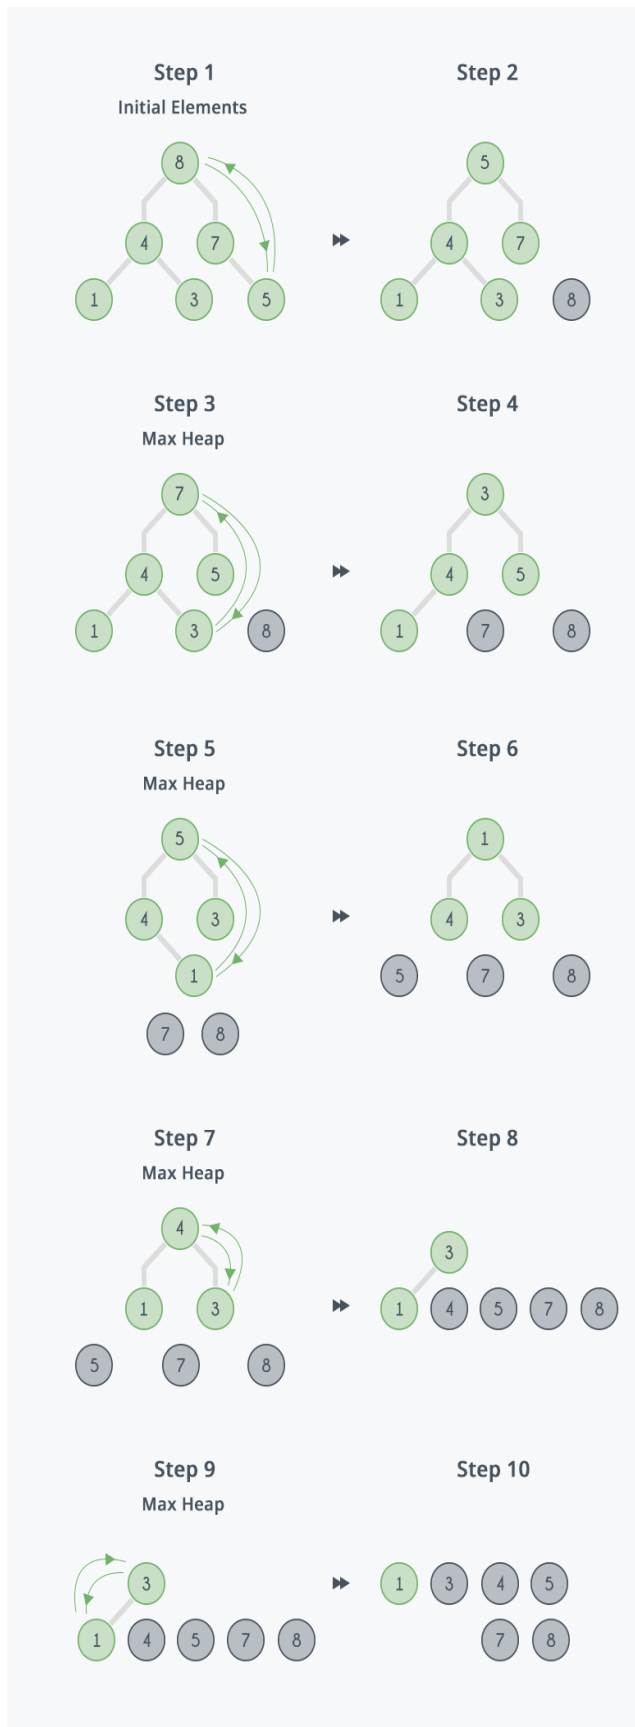 Step 1
Step 2
Initial Elements
8
5
4 7
4 7
1 3 5
1 3 8
Step 3
Step 4
Max Heap
7
3
4 5
4 5
1 3 8
1 7 8
Step 5
Step 6
Max Heap
5
1
4 3
4 3
1
5 7 8
7 8
Step 7
Step 8
Max Heap
4
3
1 3
1 4 5 7 8
5 7 8
Step 9
Step 10
Max Heap
3
1 3 4 5
1 4 5 7 8
7 8